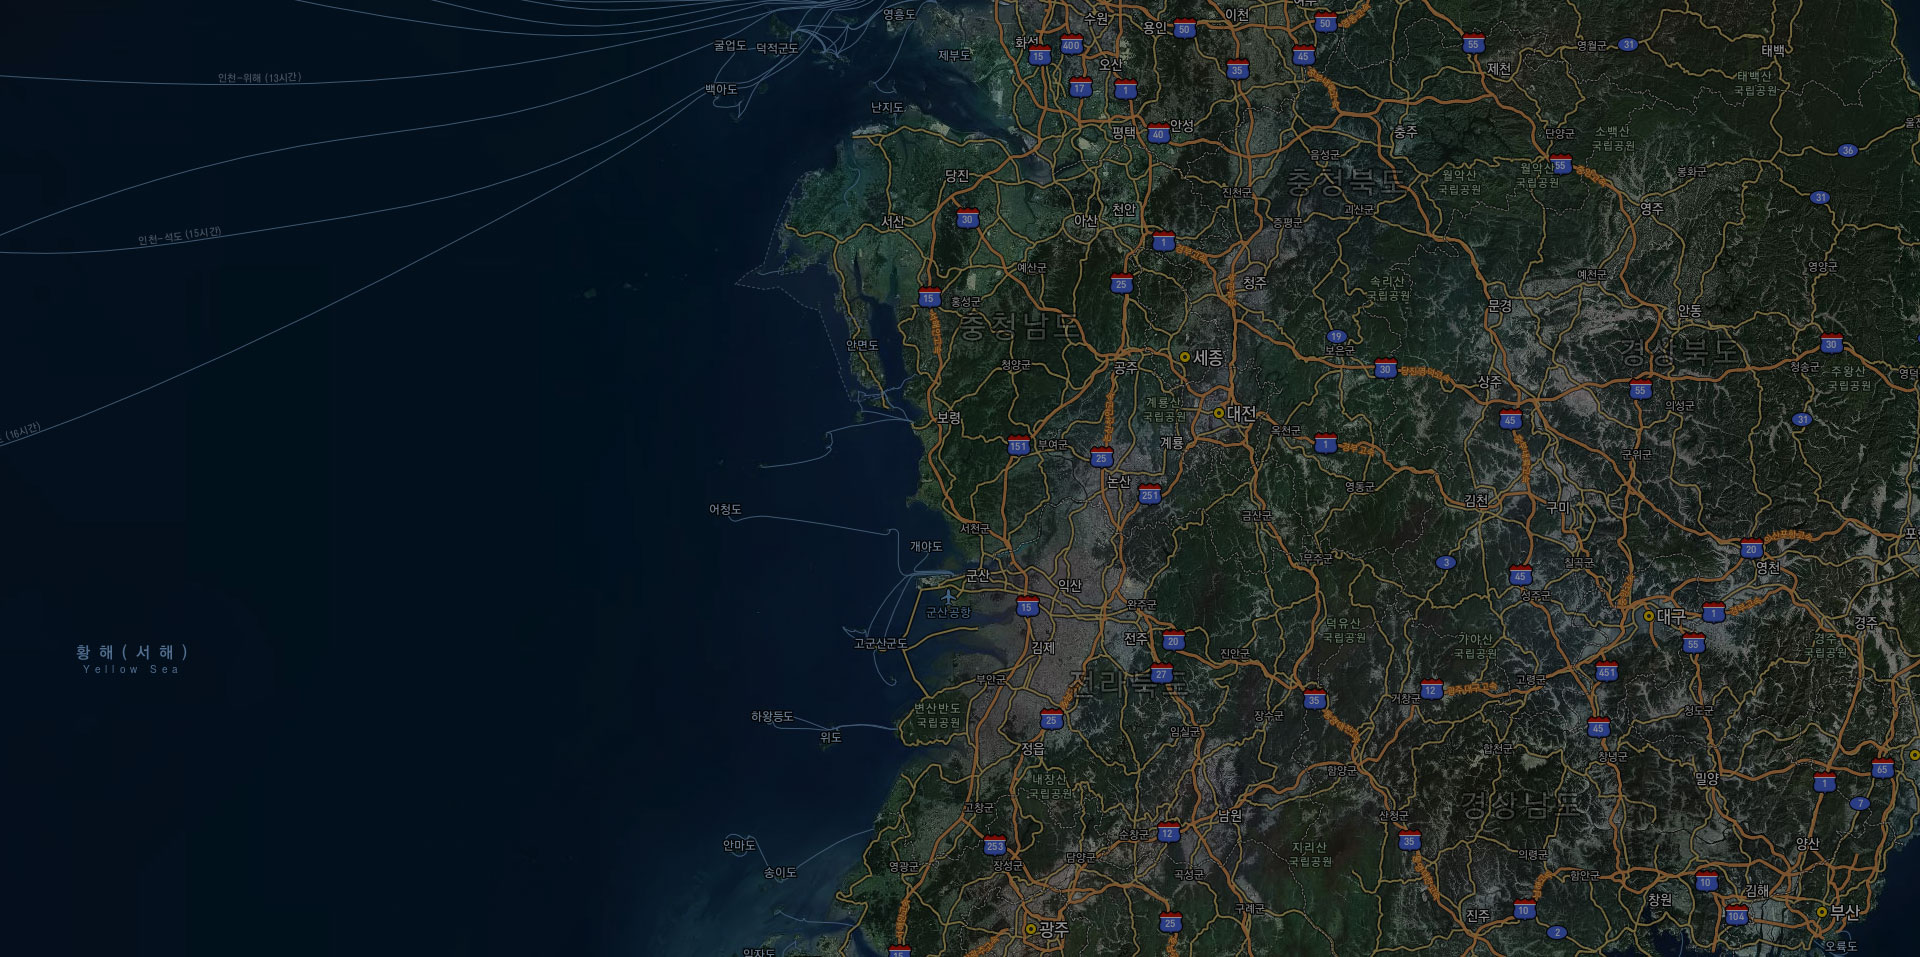 영흥도
수원
용인
50
이천
50
55
영월군
31
태백
굴업도
덕적군도
제부도
15
400
오산
35
45
제천
태백산
국립공원
인천-위해 (13시간)
백아도
17
1
난지도
평택
40
안성
충주
단양군
소백산
국립공원
36
음성군
당진
충청북도
월악산
국립공원
월악산
국립공원
55
봉화군
진천군
31
서산
30
아산
천안
증평군
괴산군
영주
인천-석도 (15시간)
1
예산군
25
청주
속리산
국립공원
예천군
영양군
15
홍성군
충청남도
문경
안동
19
보은군
경상북도
30
안면도
청양군
공주
세종
30
상주
55
청송군
주왕산
국립공원
계룡산
국립공원
대전
의성군
45
31
보령
(16시간)
151
부여군
25
계룡
옥천군
1
군위군
논산
251
영동군
김천
구미
어청도
서천군
금산군
개야도
무주군
3
칠곡군
20
영천
군산
익산
45
성주군
군산공항
15
완주군
대구
1
고군산군도
김제
전주
20
덕유산
국립공원
가야산
국립공원
55
경주
경주
국립공원
황해(서해)
Yellow Sea
진안군
부안군
전라북도
27
35
거창군
12
고령군
451
변산반도
국립공원
하왕등도
위도
25
정읍
장수군
임실군
합천군
45
청도군
창녕군
내장산
국립공원
함양군
밀양
1
65
7
고창군
남원
산청군
경상남도
안마도
253
장성군
순창군
12
담양군
지리산
국립공원
35
양산
송이도
영광군
곡성군
의령군
함안군
10
김해
구례군
진주
10
창원
104
부산
광주
25
2
오륙도
15